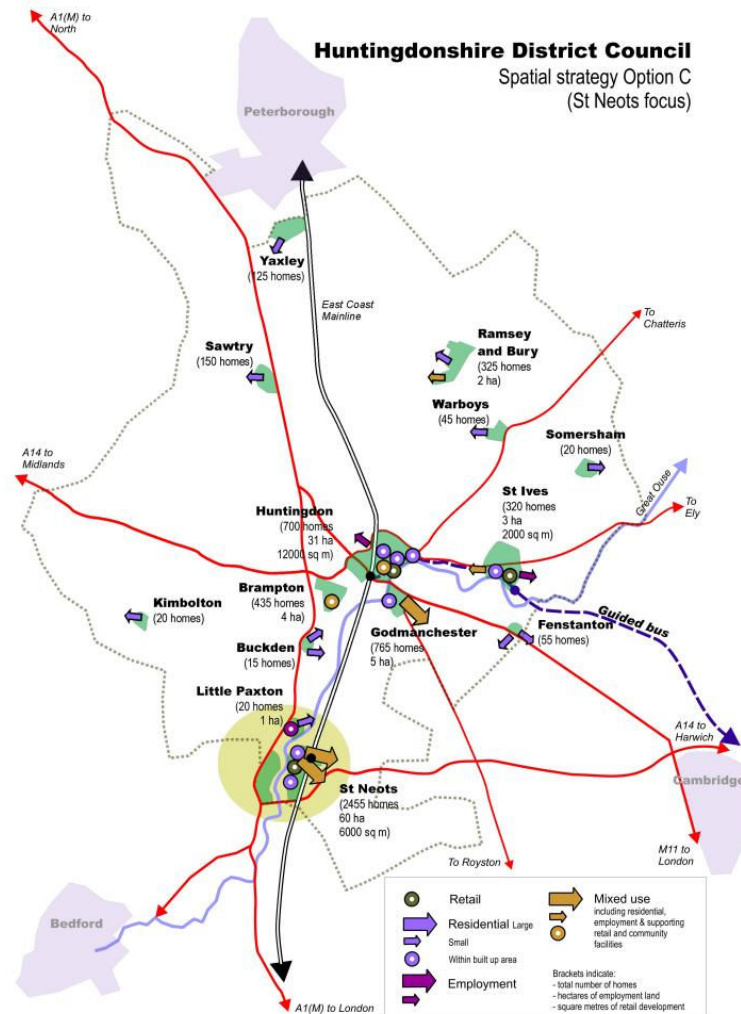 A1(M) to
North
Huntingdonshire District Council
Spatial strategy Option C
(St Neots focus)
Peterborough
Yaxley
(125 homes)
East Coast
Mainline
To
Chatteris
Sawtry
(150 homes)
Ramsey
and Bury
(325 homes
2 ha)
Warboys
(45 homes)
Somersham
(20 homes)
A14 to
Midlands
Great Ouse
St Ives
(320 homes
3 ha
2000 sq m)
To
Ely
Huntingdon
(700 homes
31 ha
12000 sq m)
Brampton
(435 homes
4 ha)
Kimbolton
(20 homes)
Guided bus
Godmanchester
(765 homes
5 ha)
Fenstanton
(55 homes)
Buckden
(15 homes)
Little Paxton
(20 homes
1 ha)
A14 to
Harwich
Cambridge
St Neots
(2455 homes
60 ha
6000 sq m)
To Royston
M11 to
London
Bedford
A1(M) to London
Retail
Residential Large
Small
Within built up area
Employment
Mixed use
including residential,
employment & supporting
retail and community
facilities
Brackets indicate:
- total number of homes
- hectares of employment land
- square metres of retail development